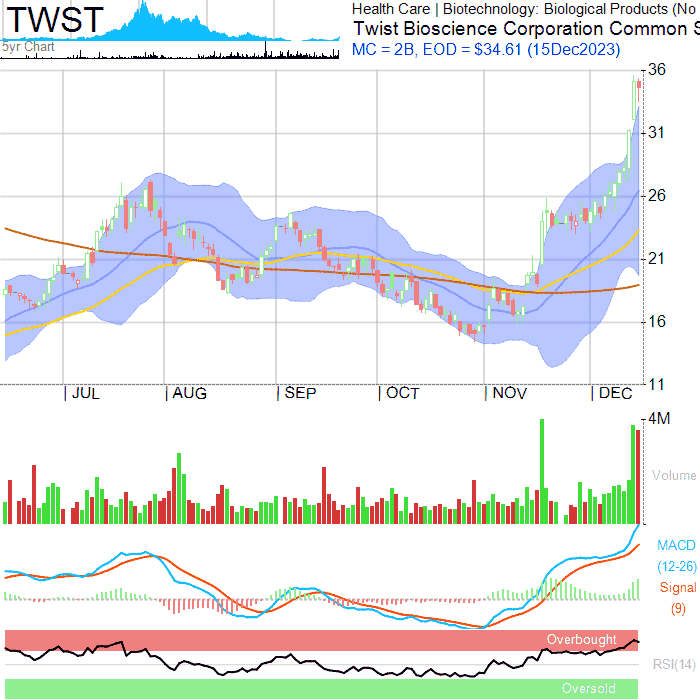 TWST
Health Care | Biotechnology: Biological Products (No
Twist Bioscience Corporation Common S
5yr Chart
MC = 2B, EOD = $34.61 (15Dec2023)
36
31
26
21
16
11
JUL
AUG
SEP
OCT
NOV
DEC
4M
Volume
MACD
(12-26)
Signal
(9)
Overbought
RSI(14)
Oversold